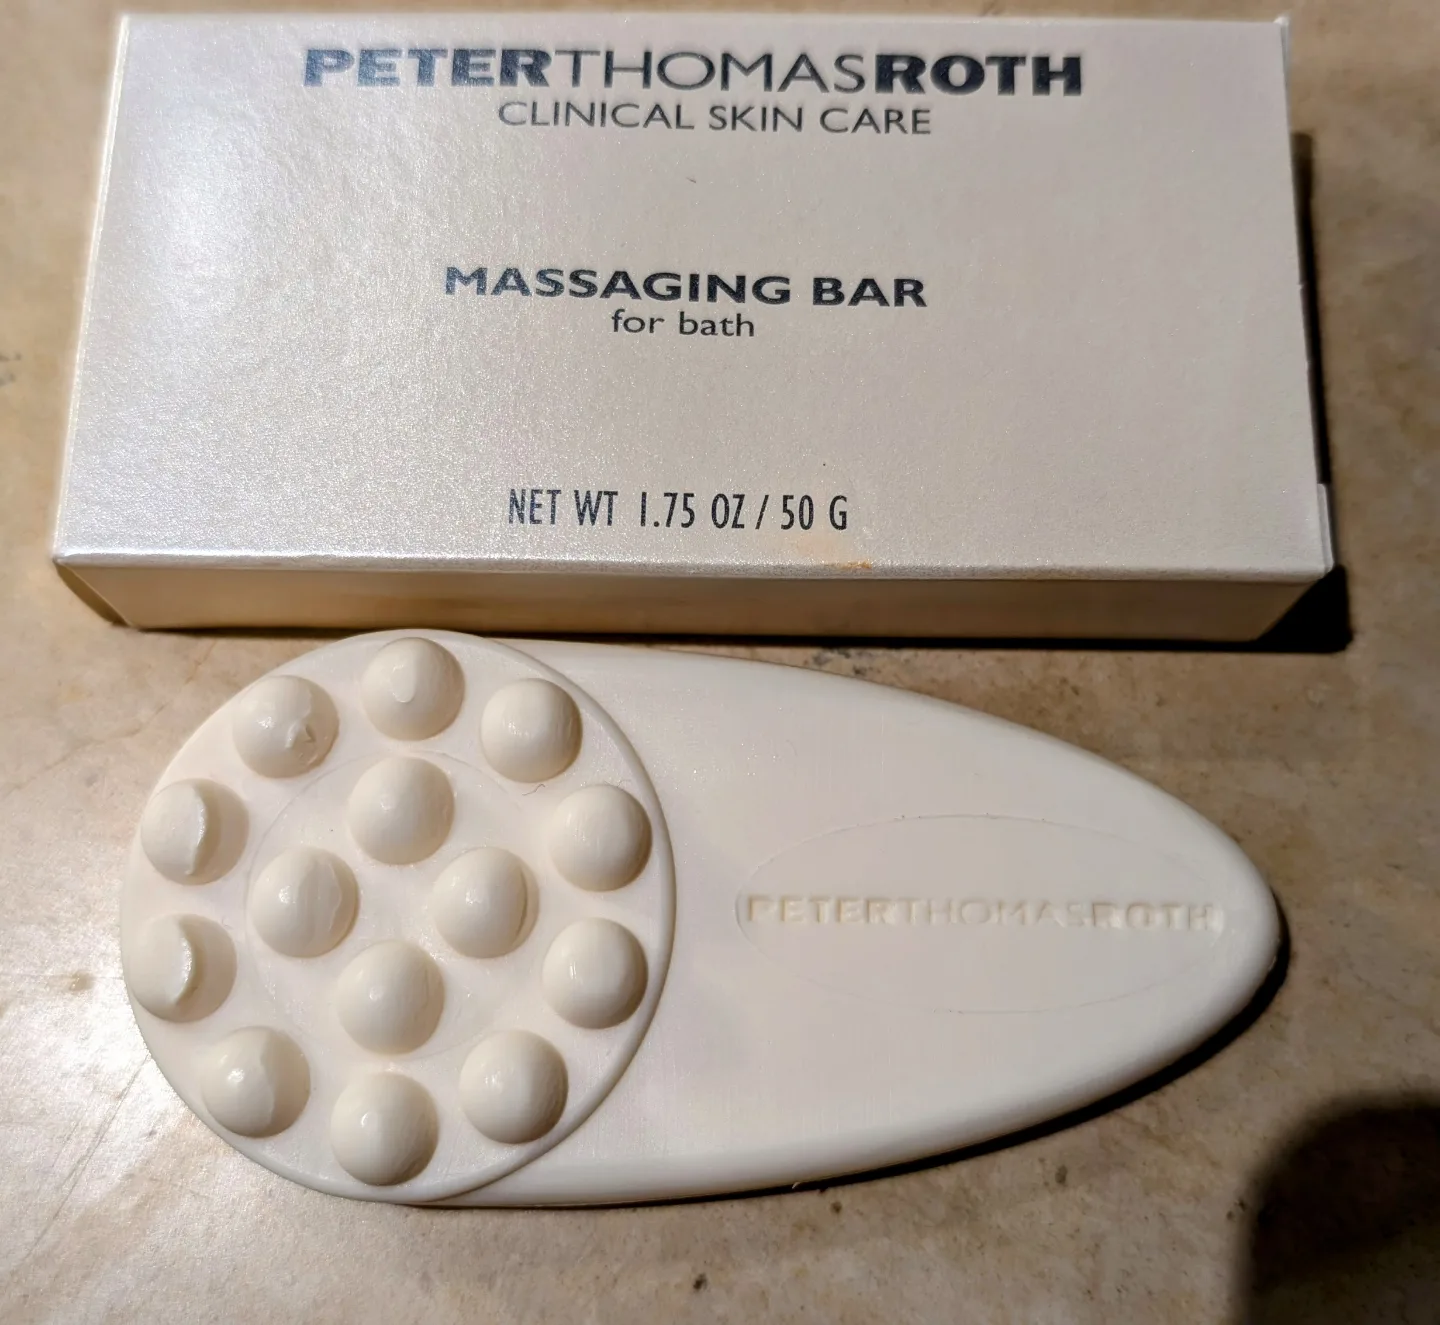 PETERTHOMASROTH
CLINICAL SKIN CARE
MASSAGING BAR
for bath
NET WT 1.75 OZ / 50 G
PETERTHOMASROTH